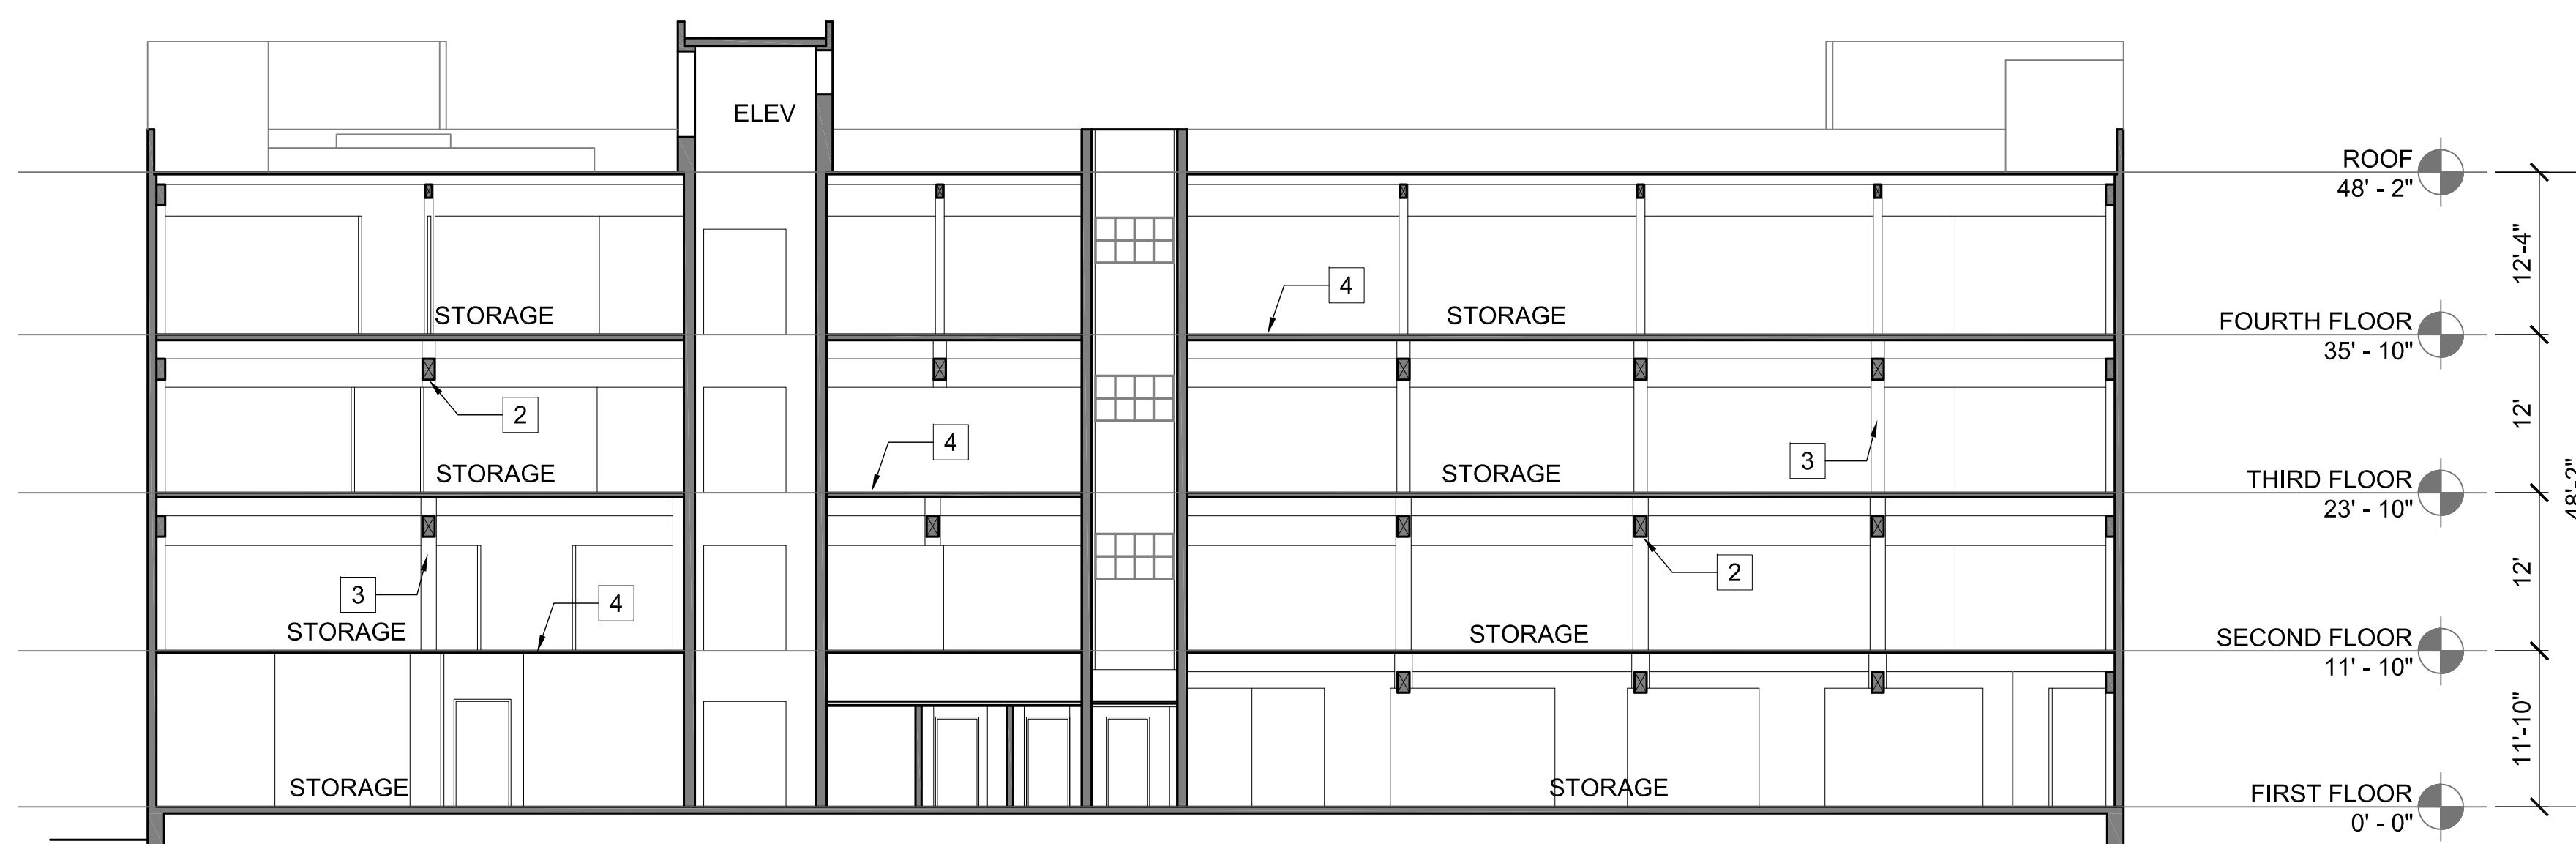 ELEV
ROOF
48' - 2"
12'-4"
4
STORAGE
STORAGE
FOURTH FLOOR
35' - 10"
2
4
3
12'
STORAGE
STORAGE
THIRD FLOOR
23' - 10"
48'-2"
3
4
2
12'
STORAGE
STORAGE
SECOND FLOOR
11' - 10"
11'-10"
STORAGE
STORAGE
FIRST FLOOR
0' - 0"